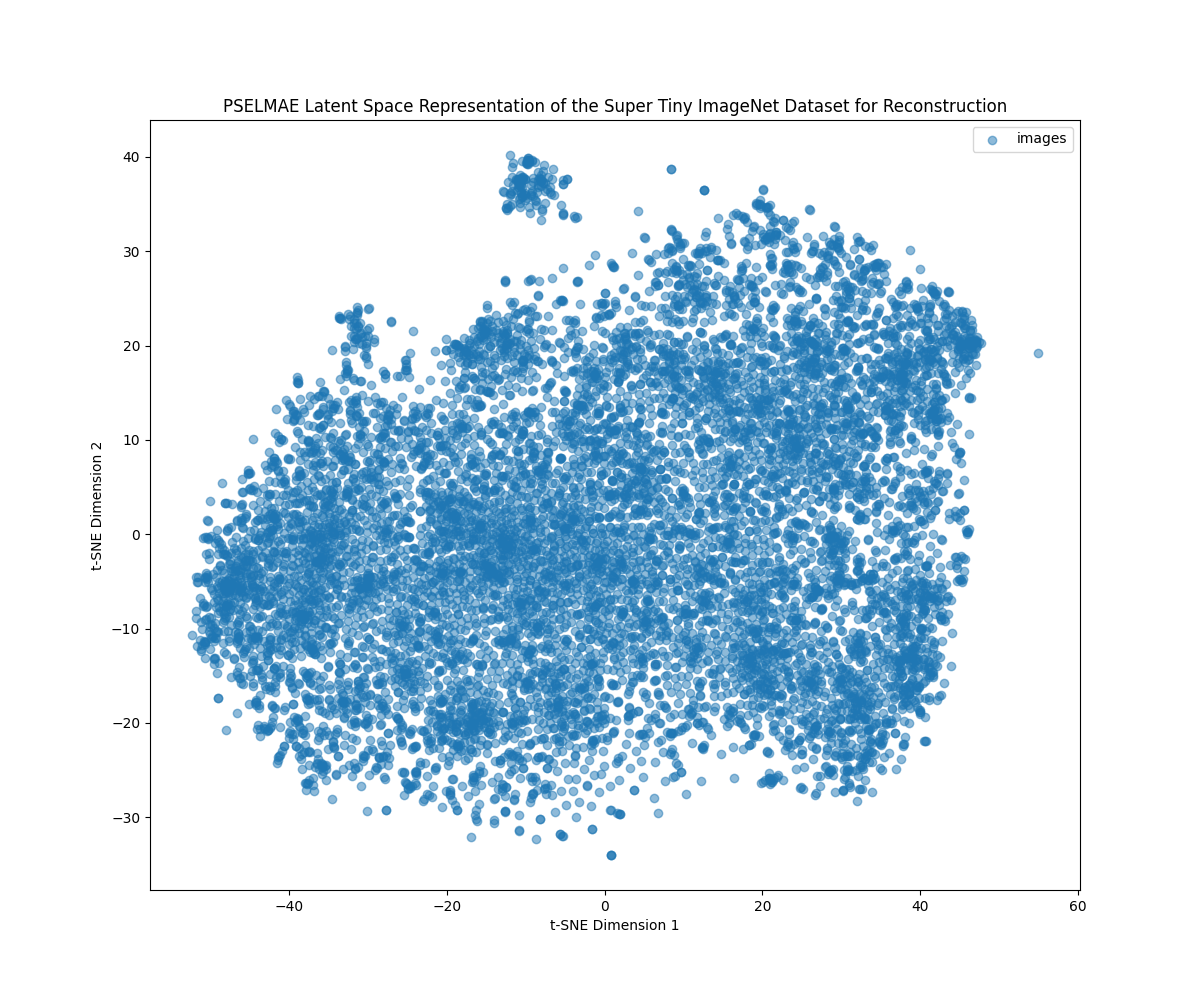 PSELMAE Latent Space Representation of the Super Tiny ImageNet Dataset for Reconstruction
images
40
30
20
10
0
−10
−20
−30
t-SNE Dimension 2
−40 −20 0 20 40 60
t-SNE Dimension 1